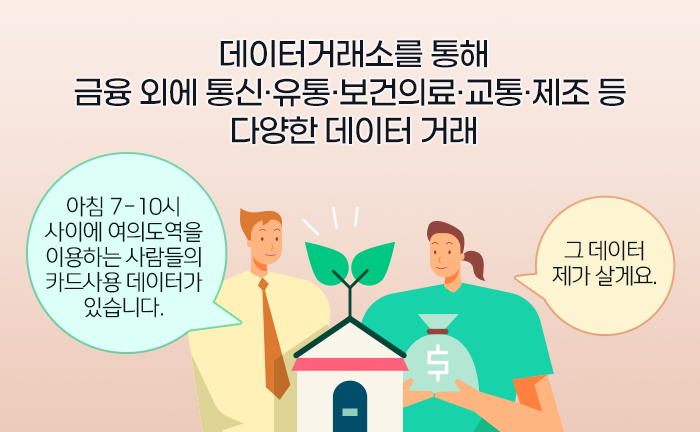 데이터거래소를 통해
금융 외에 통신·유통·보건의료·교통·제조 등
다양한 데이터 거래
아침 7-10시
사이에 여의도역을
이용하는 사람들의
카드사용 데이터가
있습니다.
그 데이터
제가 살게요.
$